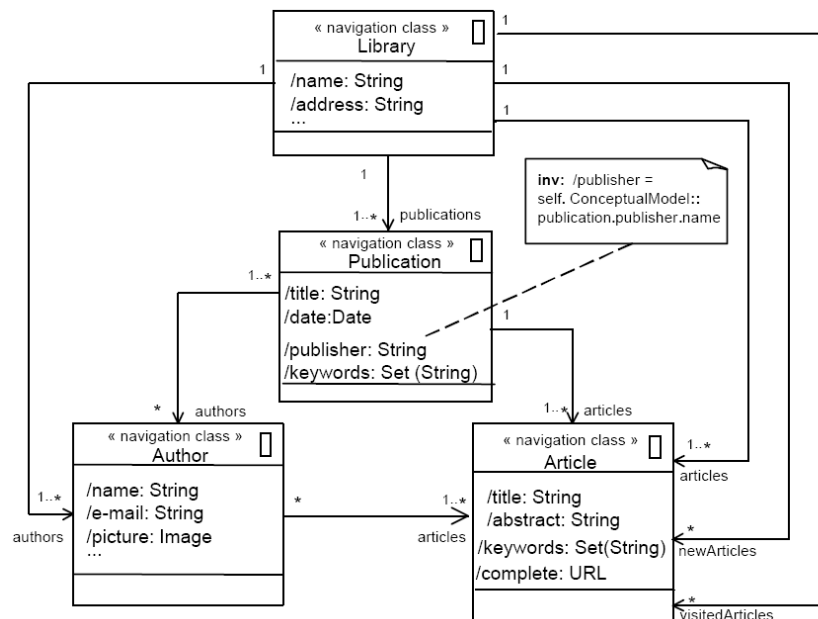 « navigation class »
Library
/name: String
/address: String
...
1
1
1
1
1
1..*
publications
inv: /publisher =
self. ConceptualModel::
publication.publisher.name
« navigation class »
Publication
/title: String
/date:Date
/publisher: String
/keywords: Set (String)
1..*
1
*
authors
1..*
articles
« navigation class »
Author
/name: String
/e-mail: String
/picture: Image
...
1..*
authors
*
1..*
articles
« navigation class »
Article
/title: String
/abstract: String
/keywords: Set(String)
/complete: URL
1..*
articles
*
newArticles
*
visitedArticles